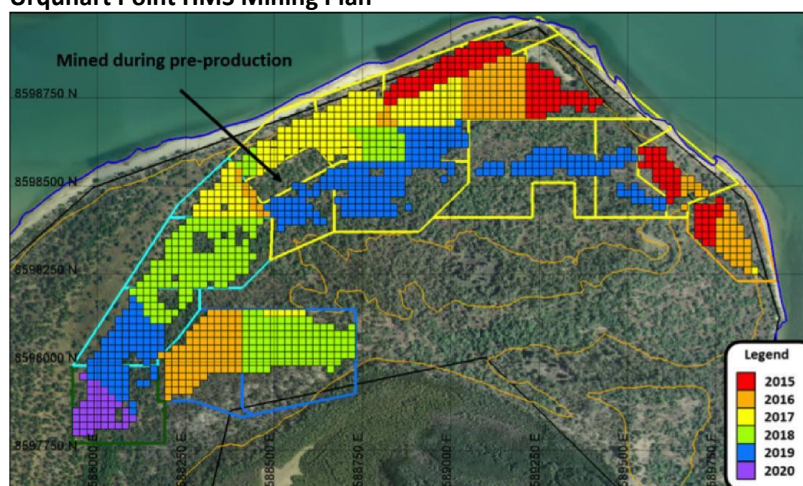 Urquhart Point HMS Mining Plan
Mined during pre-production
8598750 N
8598500 N
8598250 N
8598000 N
8597750 N
588000 E
588250 E
588500 E
588750 E
589000 E
589250 E
589500 E
589750 E
Legend
2015
2016
2017
2018
2019
2020